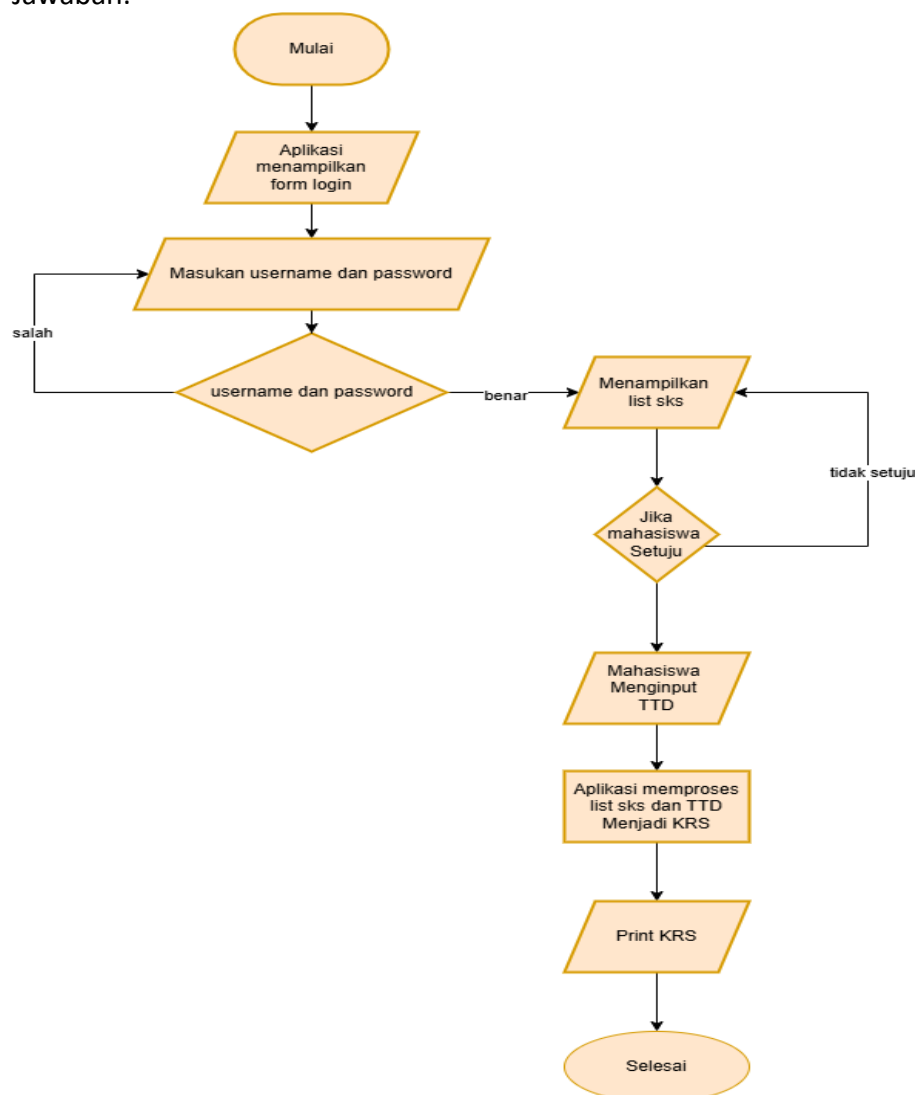 Jawaban:
Mulai
Aplikasi
menampilkan
form login
Masukan username dan password
salah
username dan password
benar
Menampilkan
list sks
tidak setuju
Jika
mahasiswa
Setuju
Mahasiswa
Menginput
TTD
Aplikasi memproses
list sks dan TTD
Menjadi KRS
Print KRS
Selesai